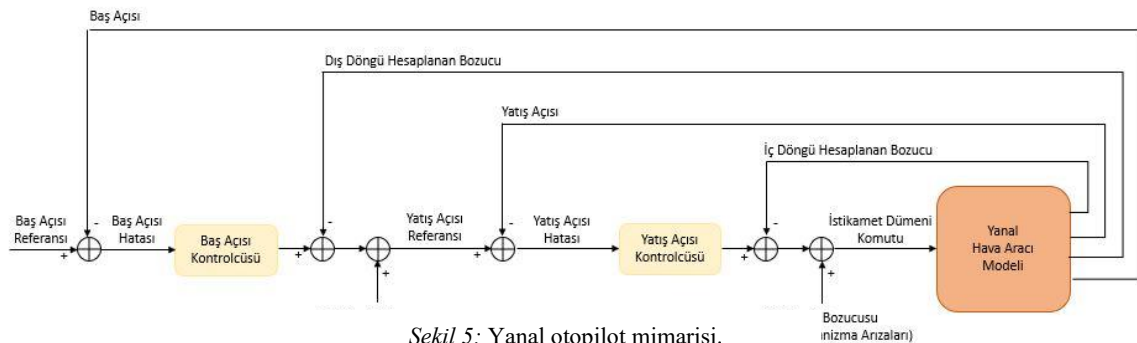 Baş Açısı
Dış Döngü Hesaplanan Bozucu
Yatış Açısı
İç Döngü Hesaplanan Bozucu
Baş Açısı
Referansı
Baş Açısı
Hatası
Baş Açısı
Kontrolcüsü
Yatış Açısı
Referansı
Yatış Açısı
Hatası
Yatış Açısı
Kontrolcüsü
İstikamet Dümeni
Komutu
Yanal
Hava Aracı
Modeli
Bozucusu
nizma Arızaları)
Şekil 5: Yanal otopilot mimarisi.